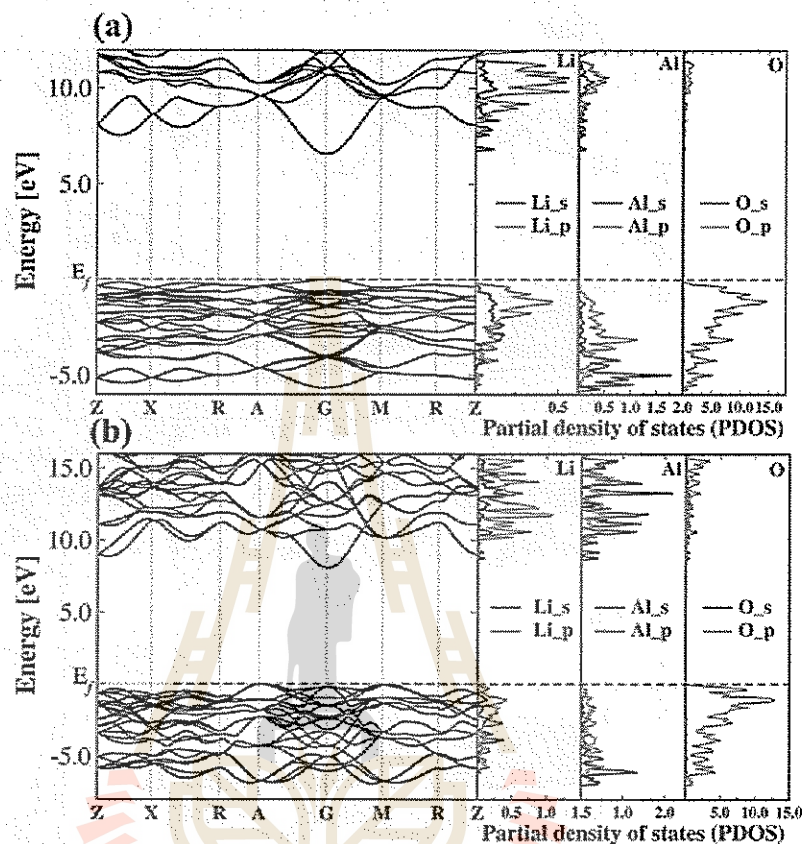 (a)
10.0
5.0
E_f
-5.0
Energy [eV]
Li Al O
Li_s Al_s O_s
Li_p Al_p O_p
Z X R A G M R Z 0.5 0.5 1.0 1.5 2.0 5.0 10.0 15.0
Partial density of states (PDOS)
(b)
15.0
10.0
5.0
E_f
-5.0
Energy [eV]
Li Al O
Li_s Al_s O_s
Li_p Al_p O_p
Z X R A G M R Z 0.5 1.0 1.5 1.0 2.0 5.0 10.0 15.0
Partial density of states (PDOS)